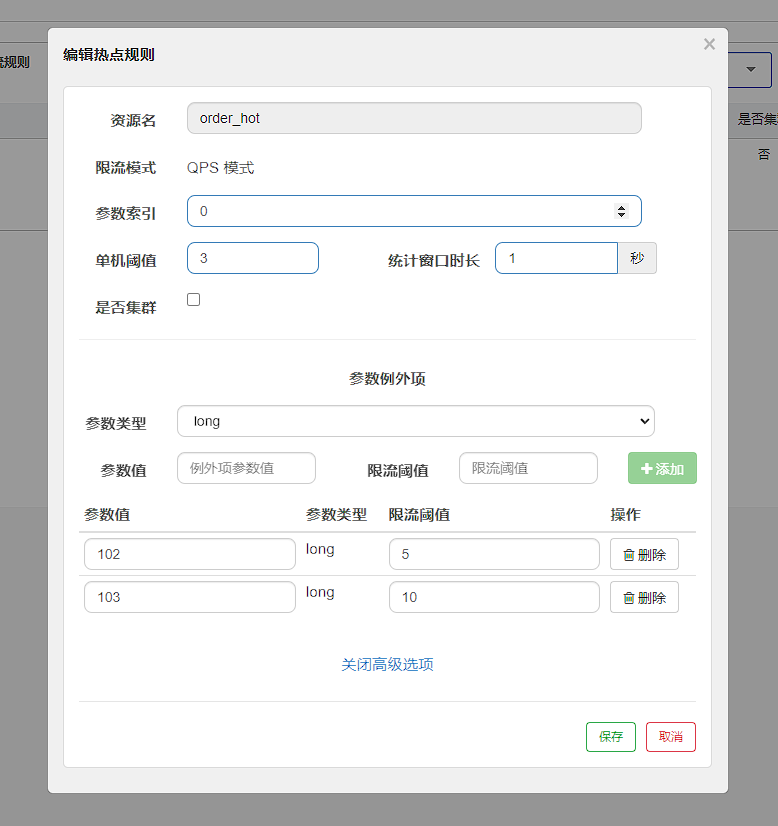 编辑热点规则
×
流规则
是否集
否
资源名 order_hot
限流模式 QPS 模式
参数索引 0
单机阈值 3 统计窗口时长 1 秒
是否集群
参数例外项
参数类型 long
参数值 例外项参数值 限流阈值 限流阈值 添加
参数值 参数类型 限流阈值 操作
102 long 5 删除
103 long 10 删除
关闭高级选项
保存 取消